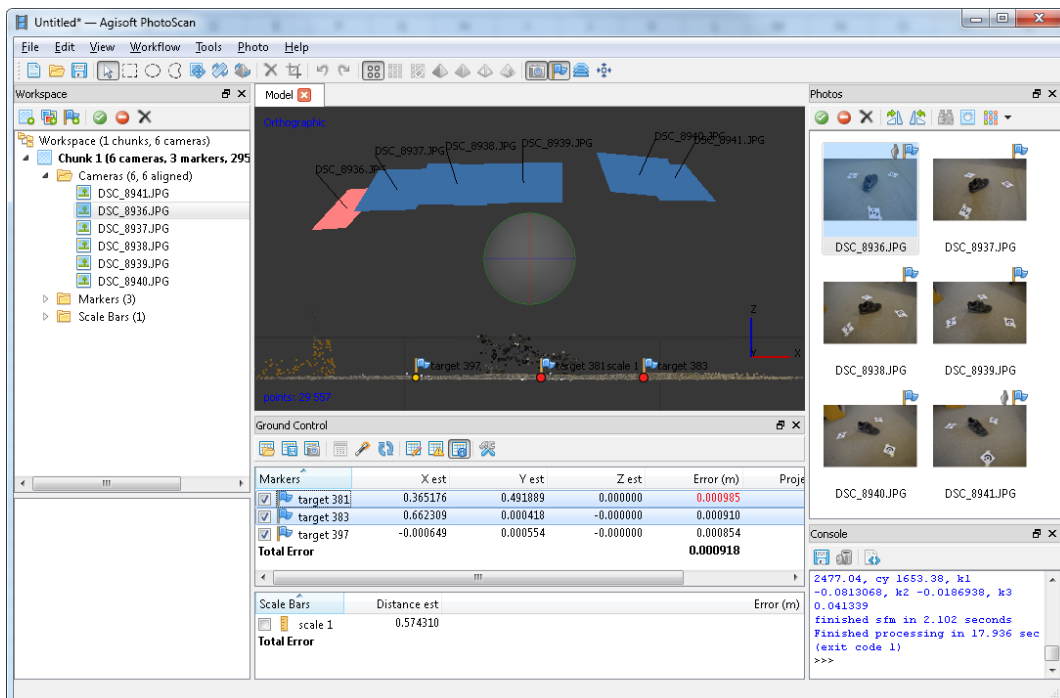 Untitled* — Agisoft PhotoScan
File Edit View Workflow Tools Photo Help
Workspace
Workspace (1 chunks, 6 cameras)
Chunk 1 (6 cameras, 3 markers, 295
Cameras (6, 6 aligned)
DSC_8941.JPG
DSC_8936.JPG
DSC_8937.JPG
DSC_8938.JPG
DSC_8939.JPG
DSC_8940.JPG
Markers (3)
Scale Bars (1)
Model
Orthographic
DSC_8936.JPG
DSC_8937.JPG
DSC_8938.JPG
DSC_8939.JPG
DSC_8940.JPG
DSC_8941.JPG
Z
Y X
target 397 target 381 scale 1 target 383
points: 29 557
Ground Control
Markers X est Y est Z est Error (m) Proje
target 381 0.365176 0.491889 0.000000 0.000985
target 383 0.662309 0.000418 -0.000000 0.000910
target 397 -0.000649 0.000554 -0.000000 0.000854
Total Error 0.000918
Scale Bars Distance est Error (m)
scale 1 0.574310
Total Error
Photos
DSC_8936.JPG DSC_8937.JPG
DSC_8938.JPG DSC_8939.JPG
DSC_8940.JPG DSC_8941.JPG
Console
2477.04, cy 1653.38, k1
-0.0813068, k2 -0.0186938, k3
0.041339
finished sfm in 2.102 seconds
Finished processing in 17.936 sec
(exit code 1)
>>>